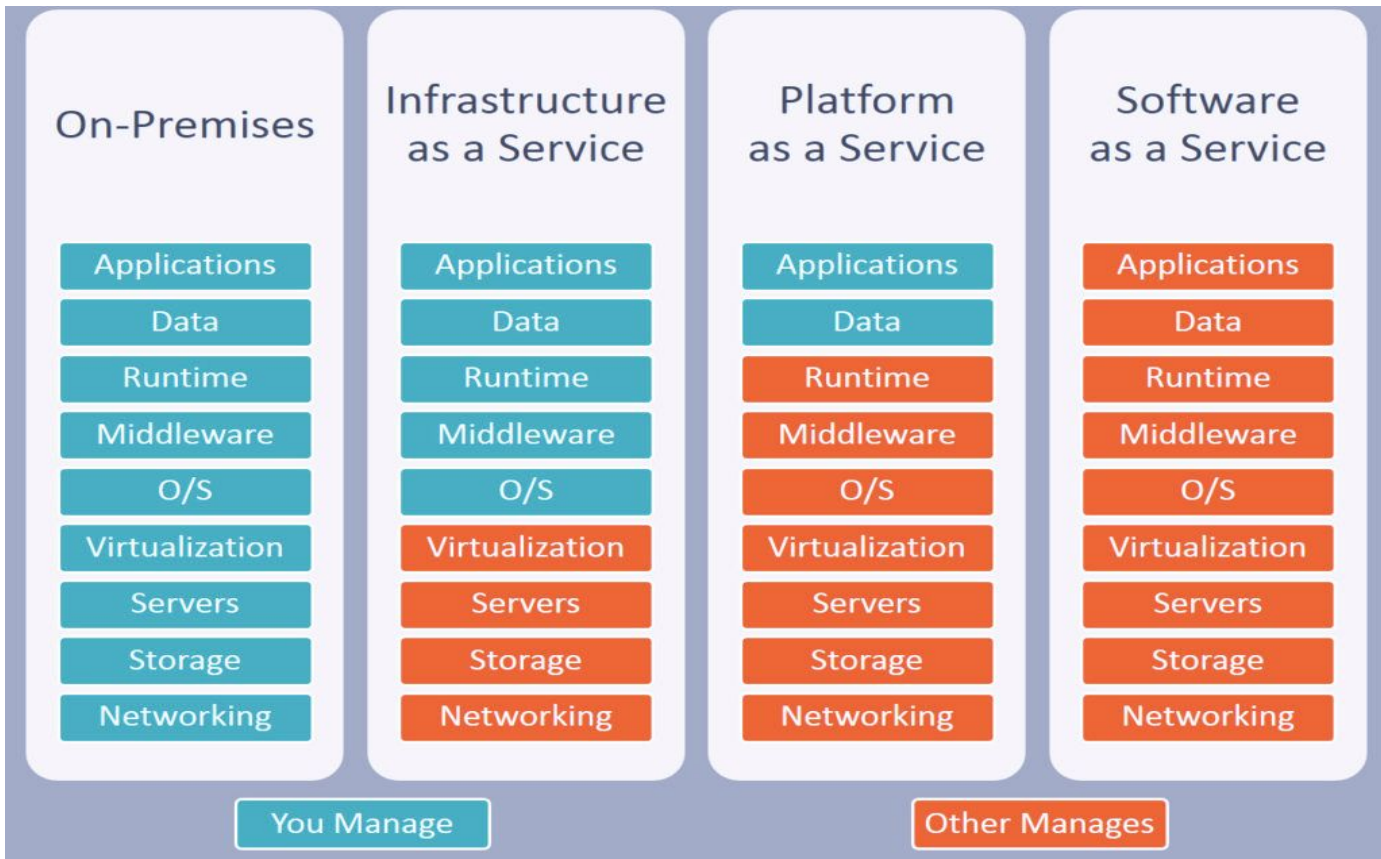 On-Premises
Applications
Data
Runtime
Middleware
O/S
Virtualization
Servers
Storage
Networking
Infrastructure
as a Service
Applications
Data
Runtime
Middleware
O/S
Virtualization
Servers
Storage
Networking
Platform
as a Service
Applications
Data
Runtime
Middleware
O/S
Virtualization
Servers
Storage
Networking
Software
as a Service
Applications
Data
Runtime
Middleware
O/S
Virtualization
Servers
Storage
Networking
You Manage
Other Manages